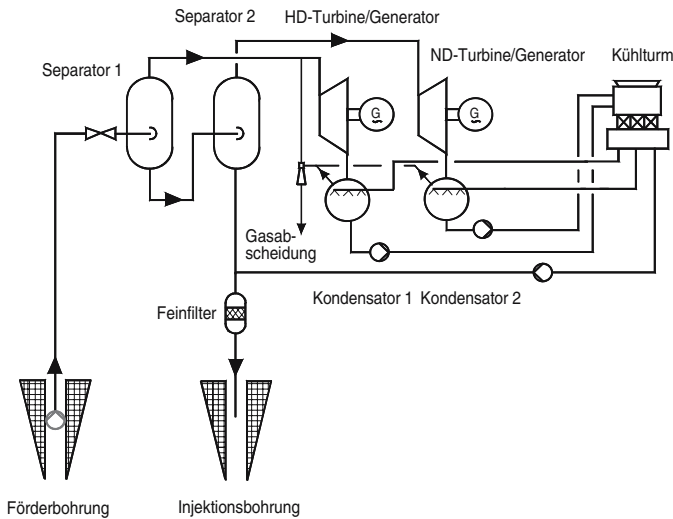 Separator 2
HD-Turbine/Generator
ND-Turbine/Generator
Kühlturm
Separator 1
G
G
Gasab-
scheidung
Kondensator 1 Kondensator 2
Feinfilter
Förderbohrung
Injektionsbohrung